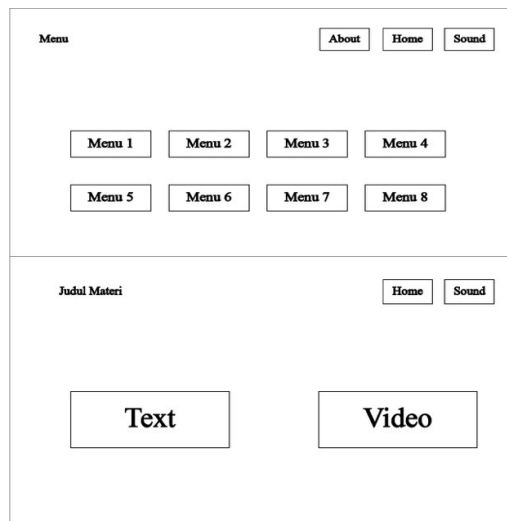 Menu About Home Sound
Menu 1 Menu 2 Menu 3 Menu 4
Menu 5 Menu 6 Menu 7 Menu 8
Judul Materi Home Sound
Text Video